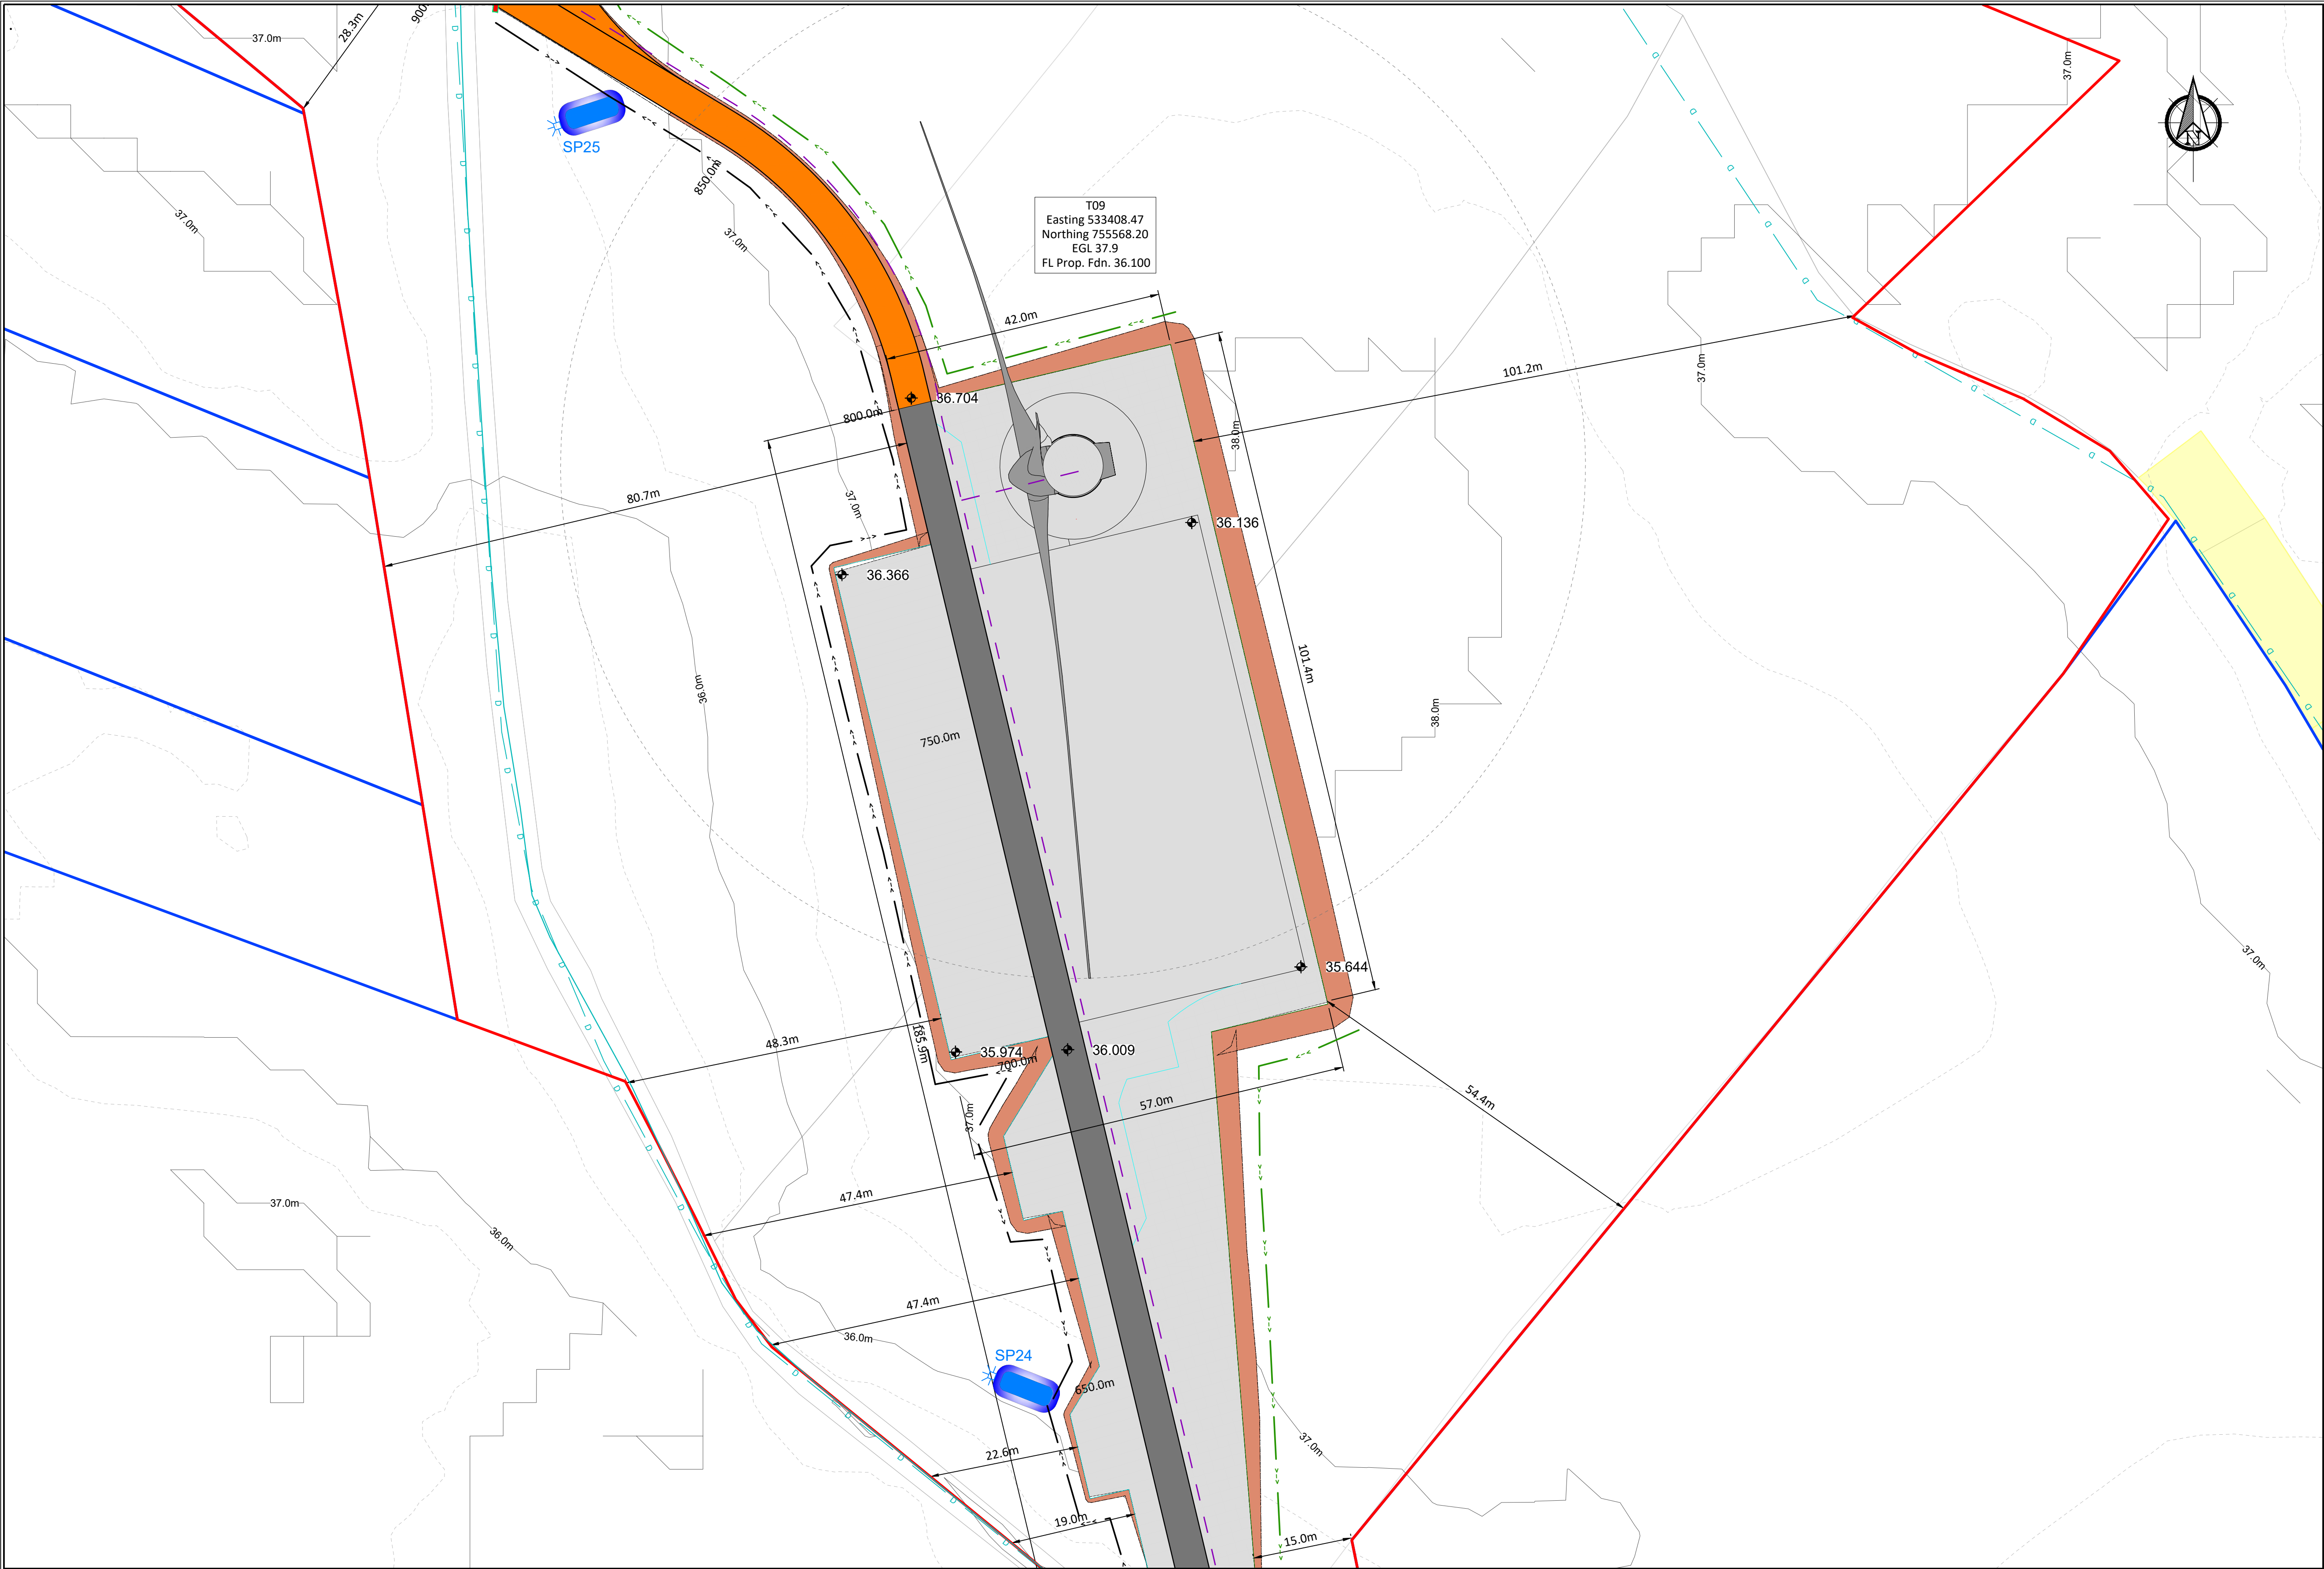 900.
28.3m
37.0m
37.0m
N
SP25
850.0m
37.0m
37.0m
T09
Easting 533408.47
Northing 755568.20
EGL 37.9
FL Prop. Fdn. 36.100
42.0m
101.2m
37.0m
36.704
800.0m
38.0m
80.7m
37.0m
36.136
36.366
36.0m
101.4m
38.0m
750.0m
37.0m
35.644
48.3m
185.9m
35.974
36.009
700.0m
57.0m
54.4m
37.0m
47.4m
37.0m
36.0m
47.4m
36.0m
SP24
650.0m
37.0m
22.6m
19.0m
15.0m
D